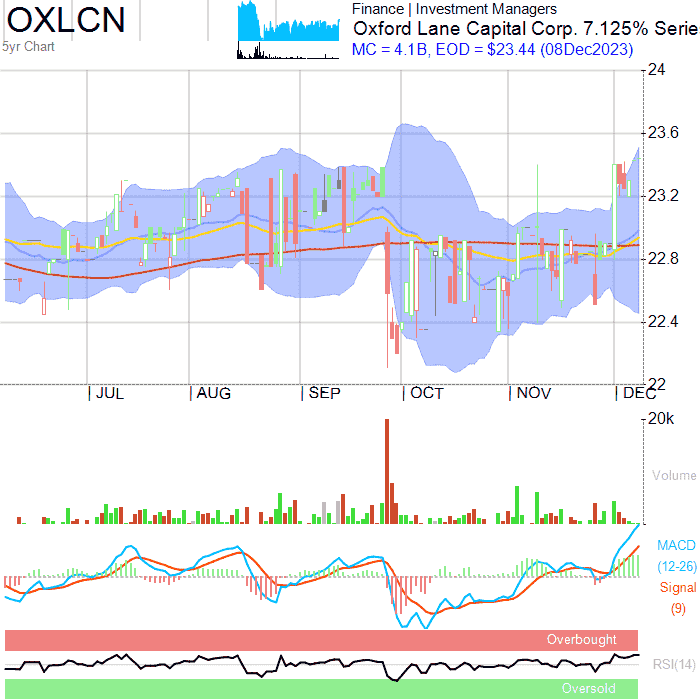 OXLCN
5yr Chart
Finance | Investment Managers
Oxford Lane Capital Corp. 7.125% Serie
MC = 4.1B, EOD = $23.44 (08Dec2023)
24
23.6
23.2
22.8
22.4
22
JUL AUG SEP OCT NOV DEC
20k
Volume
MACD
(12-26)
Signal
(9)
Overbought
RSI(14)
Oversold